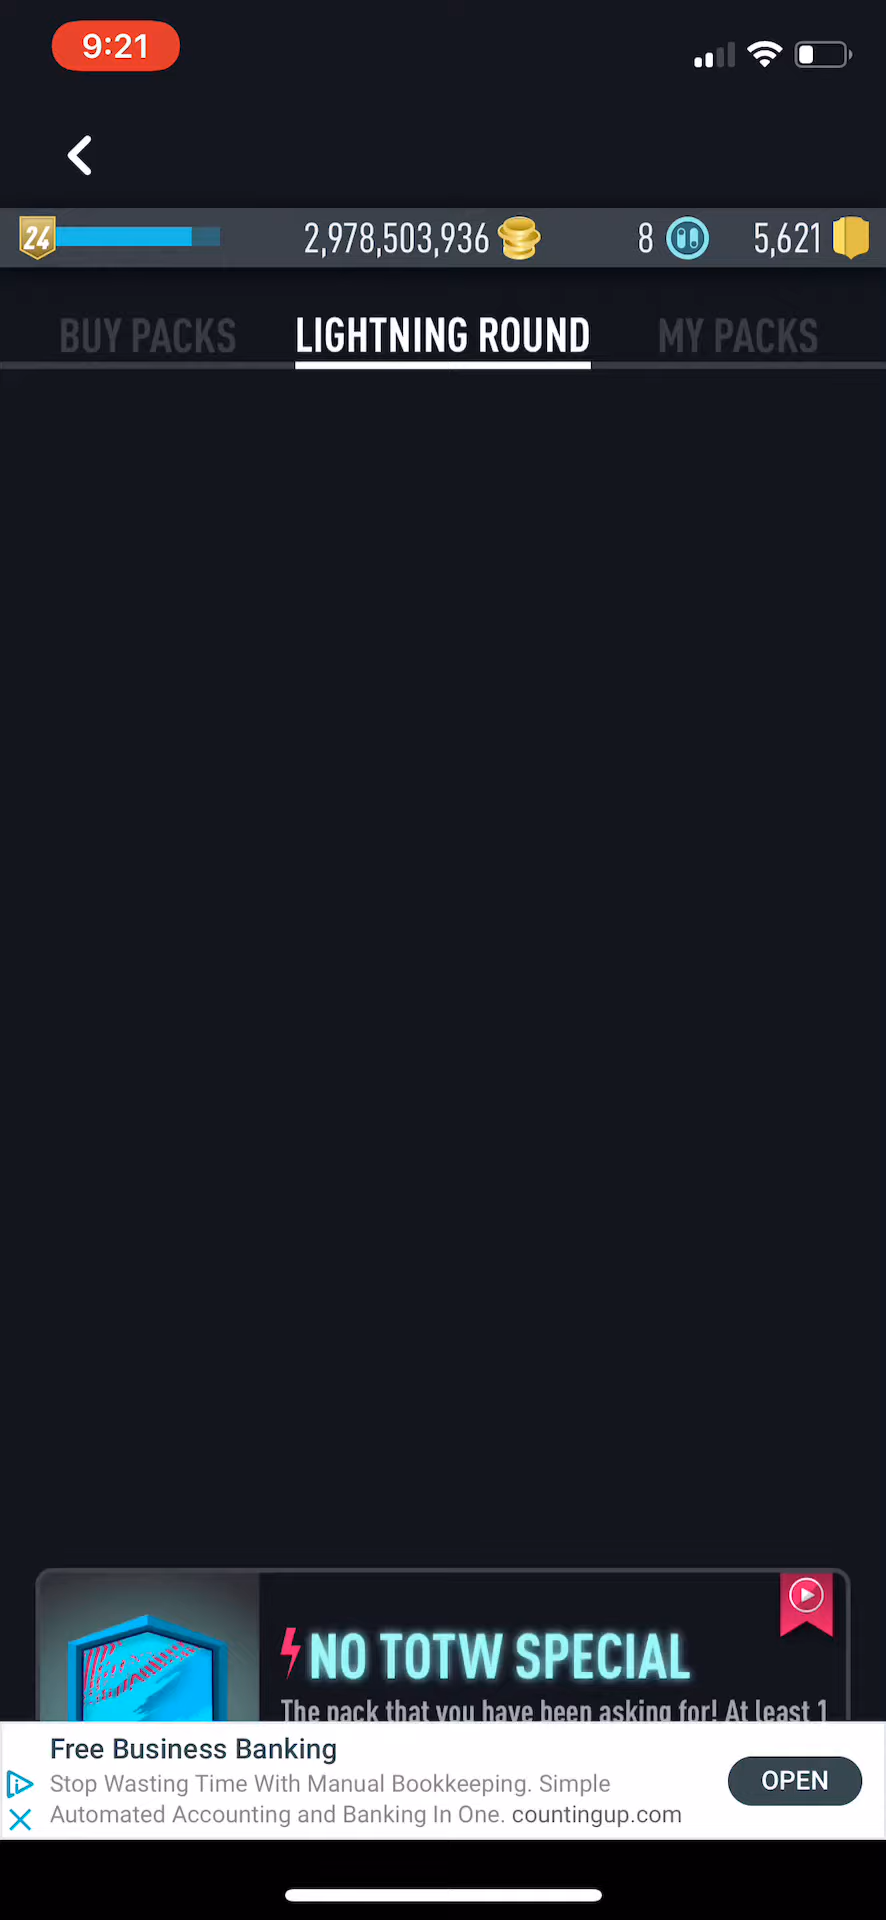 9:21
24
2,978,503,936
8
5,621
BUY PACKS
LIGHTNING ROUND
MY PACKS
NO TOTW SPECIAL
The pack that you have been asking for! At least 1
Free Business Banking
Stop Wasting Time With Manual Bookkeeping. Simple
Automated Accounting and Banking In One. countingup.com
OPEN